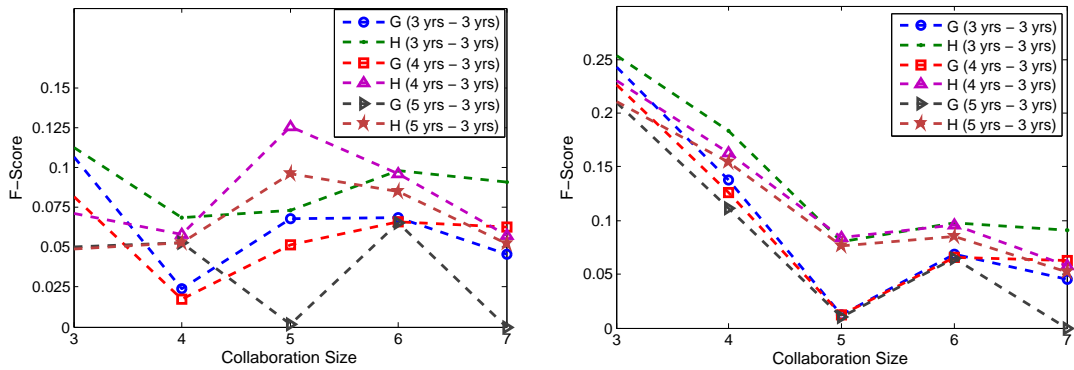 G (3 yrs − 3 yrs)
H (3 yrs − 3 yrs)
G (4 yrs − 3 yrs)
H (4 yrs − 3 yrs)
G (5 yrs − 3 yrs)
H (5 yrs − 3 yrs)
0.15
0.125
0.1
0.075
0.05
0.025
0
F−Score
3
4
5
6
7
Collaboration Size
G (3 yrs − 3 yrs)
H (3 yrs − 3 yrs)
G (4 yrs − 3 yrs)
H (4 yrs − 3 yrs)
G (5 yrs − 3 yrs)
H (5 yrs − 3 yrs)
0.25
0.2
0.15
0.1
0.05
0
F−Score
3
4
5
6
7
Collaboration Size